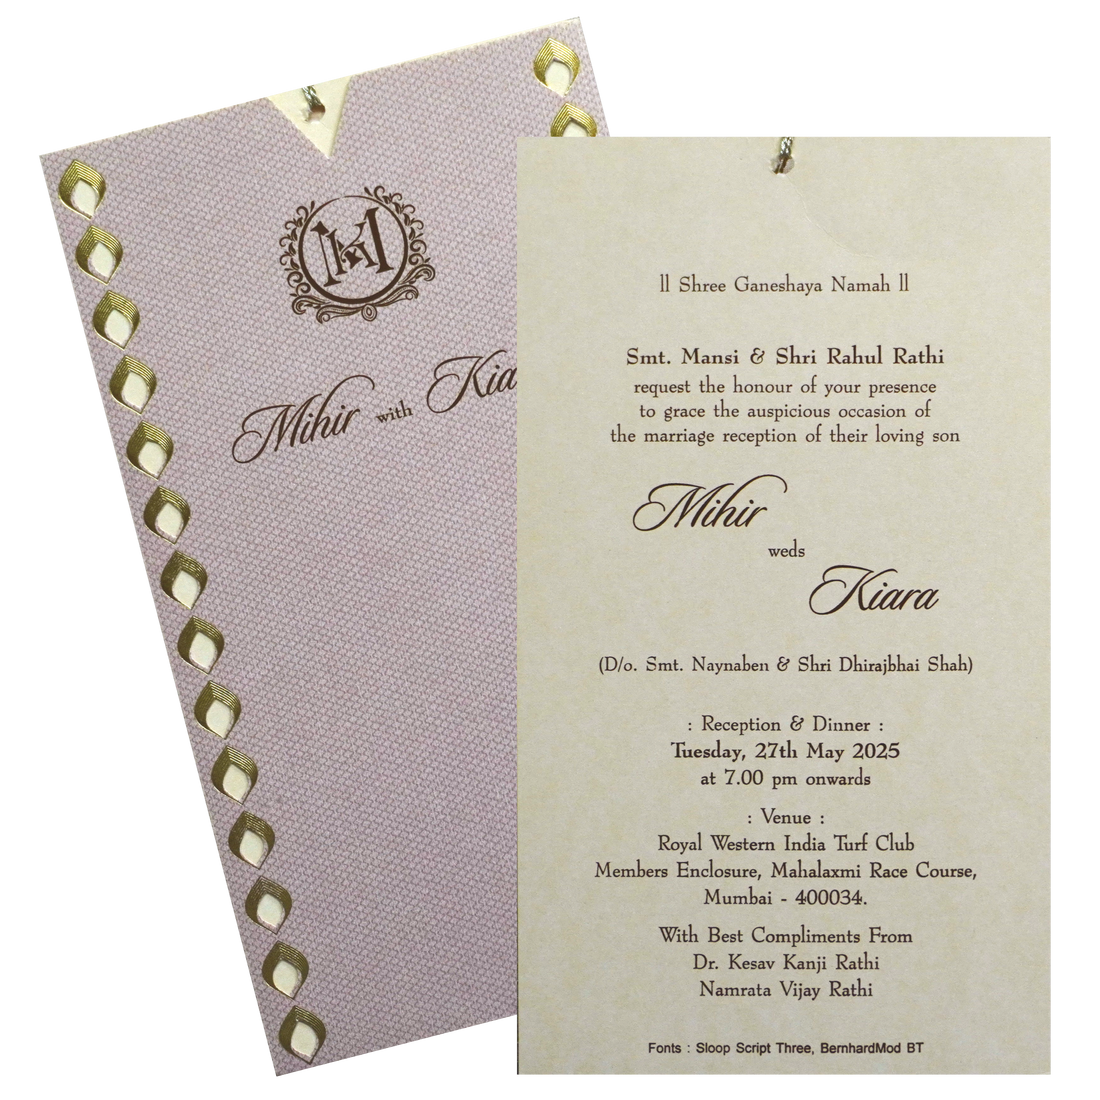 KM
Mihir with Kia
ll Shree Ganeshaya Namah ll
Smt. Mansi & Shri Rahul Rathi
request the honour of your presence
to grace the auspicious occasion of
the marriage reception of their loving son
Mihir
weds
Kiara
(D/o. Smt. Naynaben & Shri Dhirajbhai Shah)
: Reception & Dinner :
Tuesday, 27th May 2025
at 7.00 pm onwards
: Venue :
Royal Western India Turf Club
Members Enclosure, Mahalaxmi Race Course,
Mumbai - 400034.
With Best Compliments From
Dr. Kesav Kanji Rathi
Namrata Vijay Rathi
Fonts : Sloop Script Three, BernhardMod BT